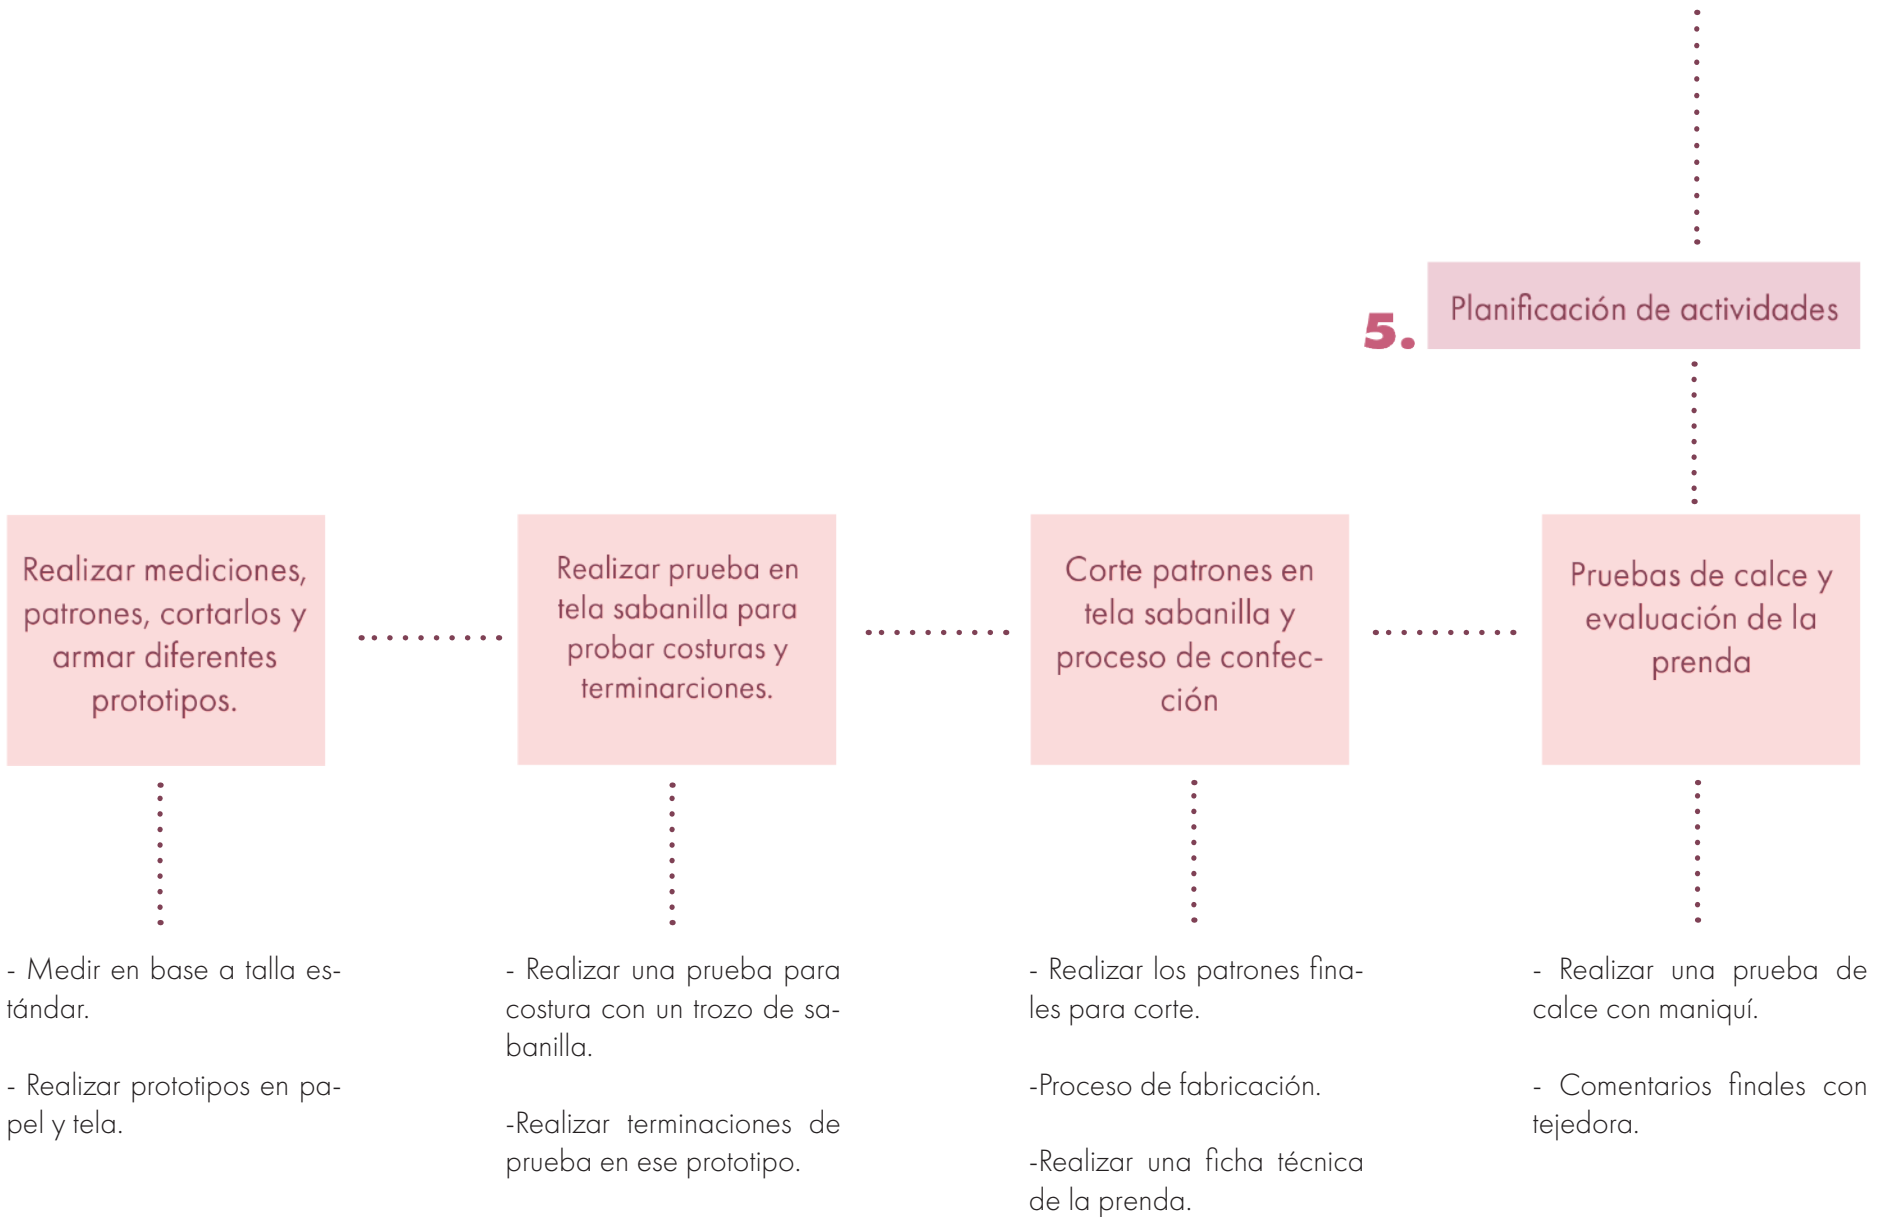 5.
Planificación de actividades
Realizar mediciones,
patrones, cortarlos y
armar diferentes
prototipos.
Realizar prueba en
tela sabanilla para
probar costuras y
terminarciones.
Corte patrones en
tela sabanilla y
proceso de confec-
ción
Pruebas de calce y
evaluación de la
prenda
- Medir en base a talla es-
tándar.
- Realizar prototipos en pa-
pel y tela.
- Realizar una prueba para
costura con un trozo de sa-
banilla.
-Realizar terminaciones de
prueba en ese prototipo.
- Realizar los patrones fina-
les para corte.
-Proceso de fabricación.
-Realizar una ficha técnica
de la prenda.
- Realizar una prueba de
calce con maniquí.
- Comentarios finales con
tejedora.